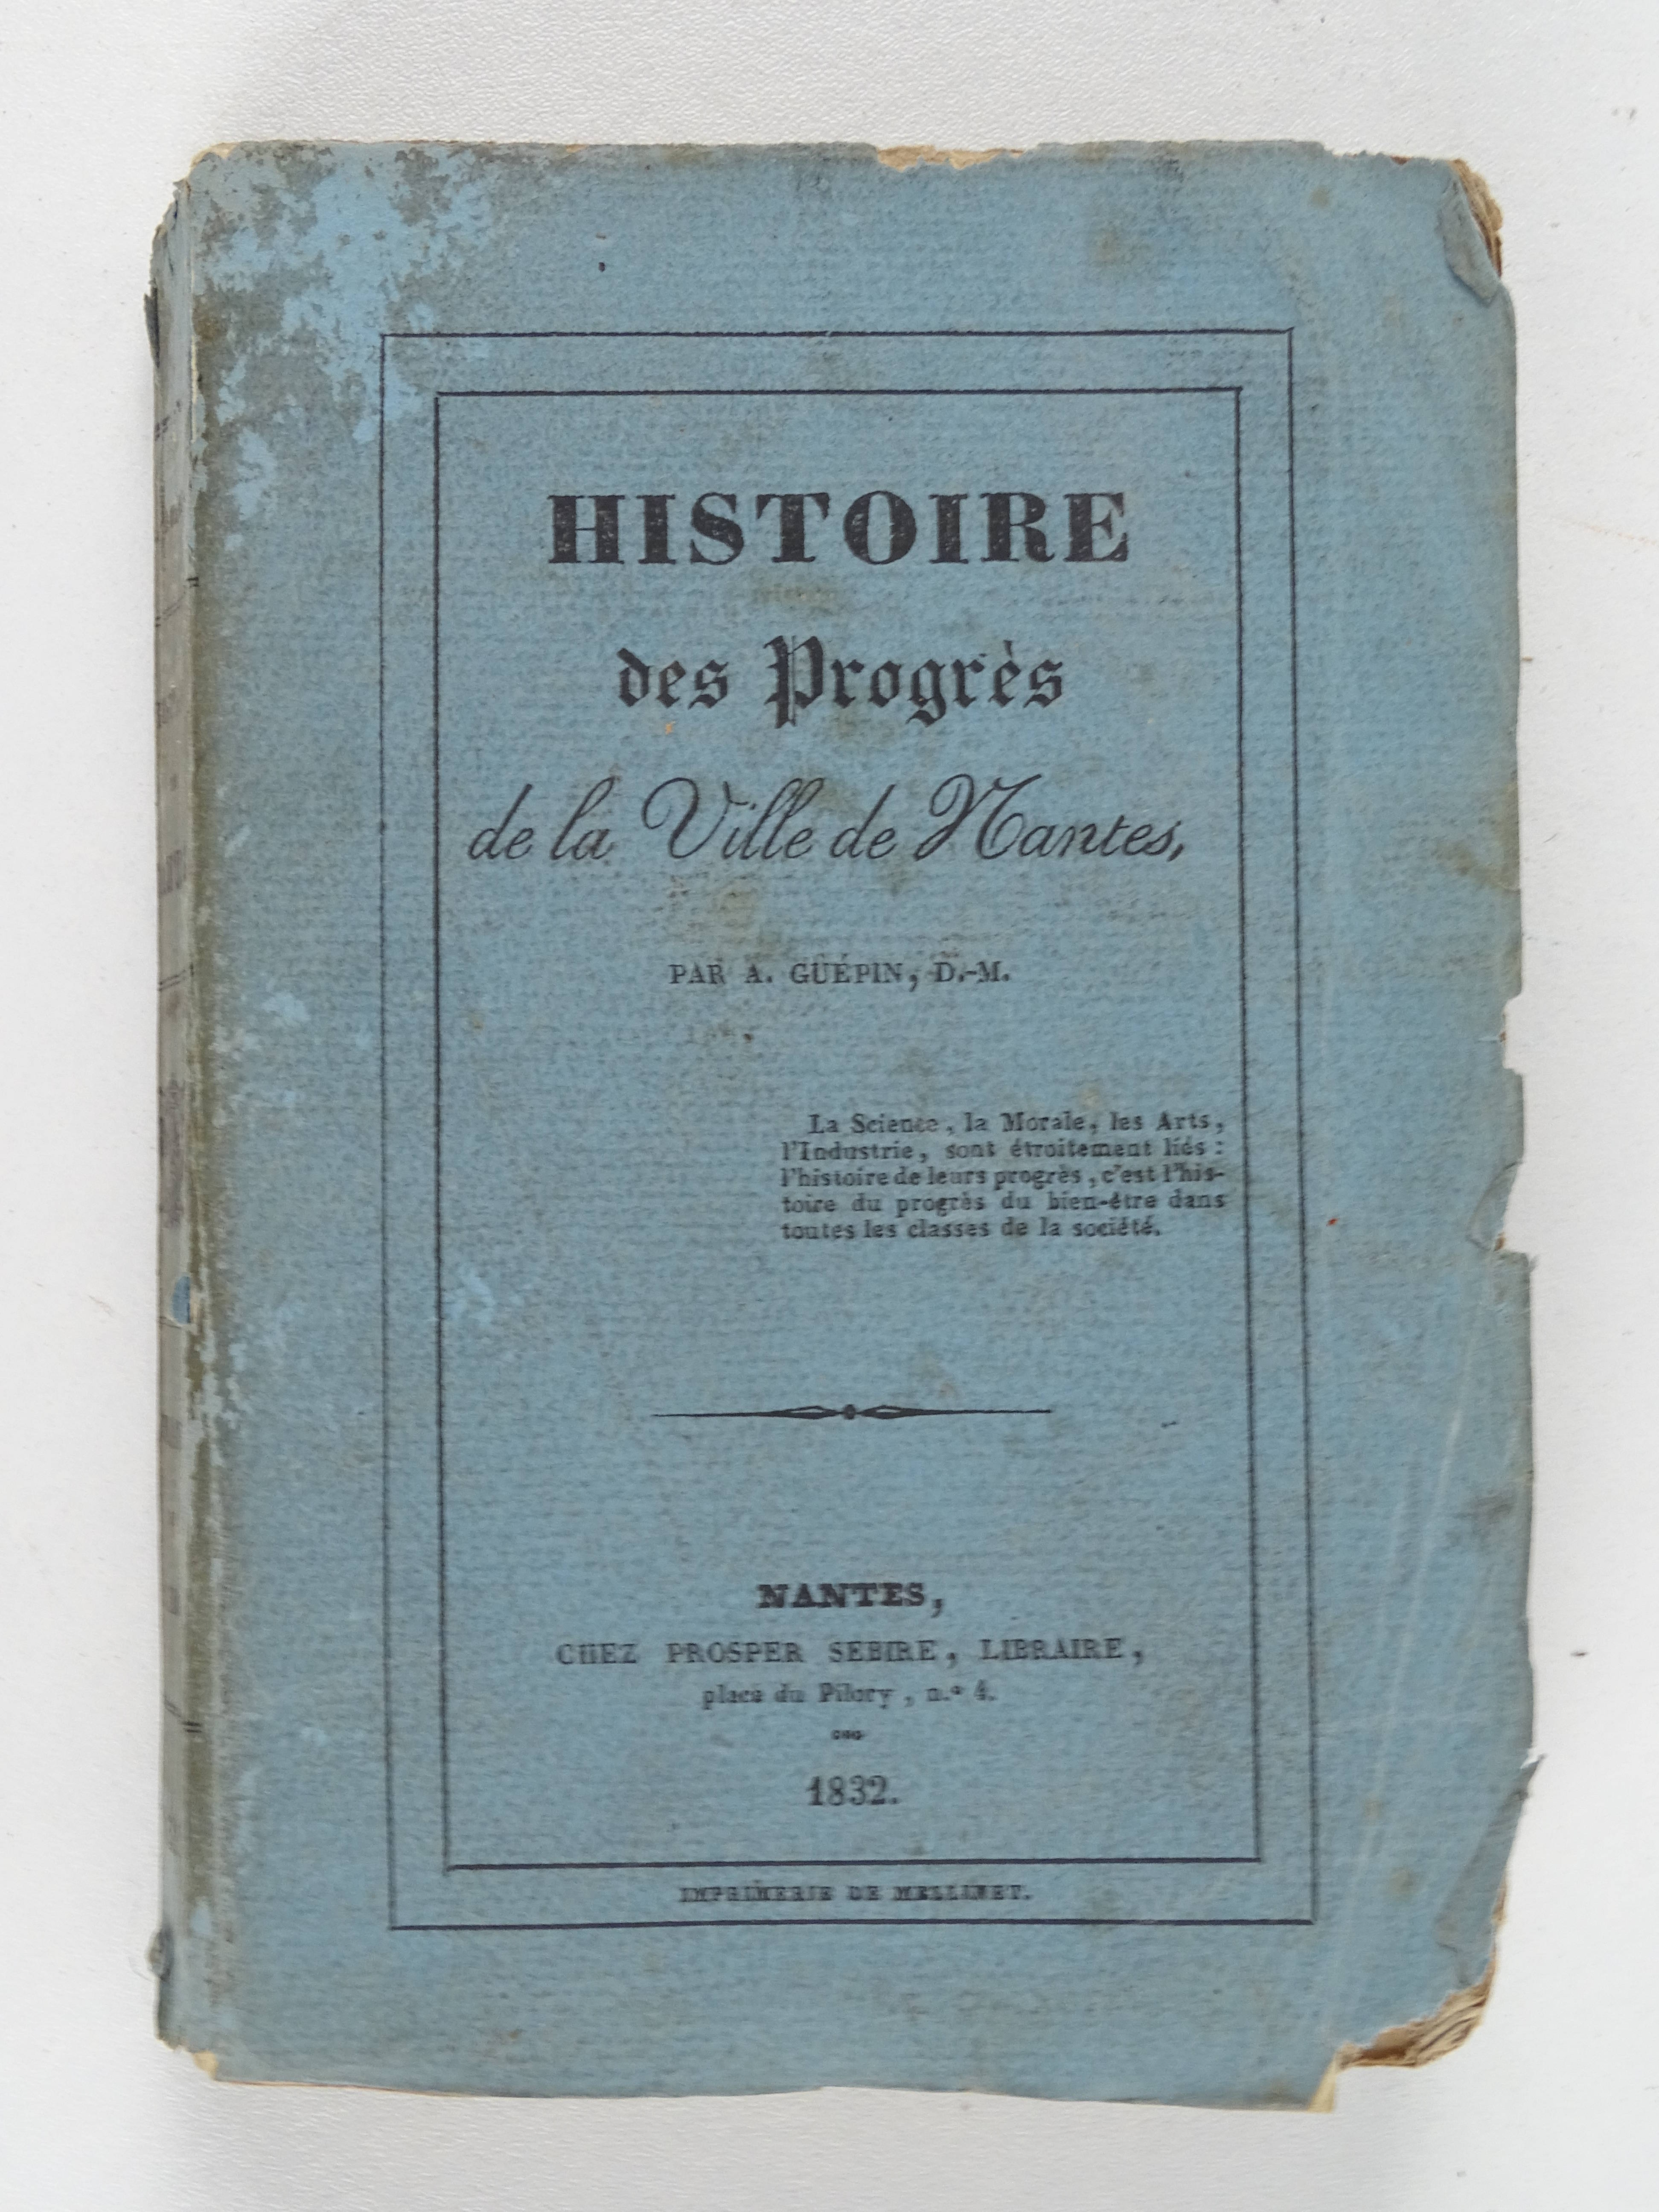 HISTOIRE
des Progrès
de la Ville de Nantes,
PAR A. GUÉPIN, D.-M.
La Science, la Morale, les Arts,
l'Industrie, sont étroitement liés :
l'histoire de leurs progrès, c'est l'his-
toire du progrès du bien-être dans
toutes les classes de la société.
NANTES,
CHEZ PROSPER SEBIRE, LIBRAIRE,
place du Pilory, n.º 4.
1832.
IMPRIMERIE DE MELLINET.